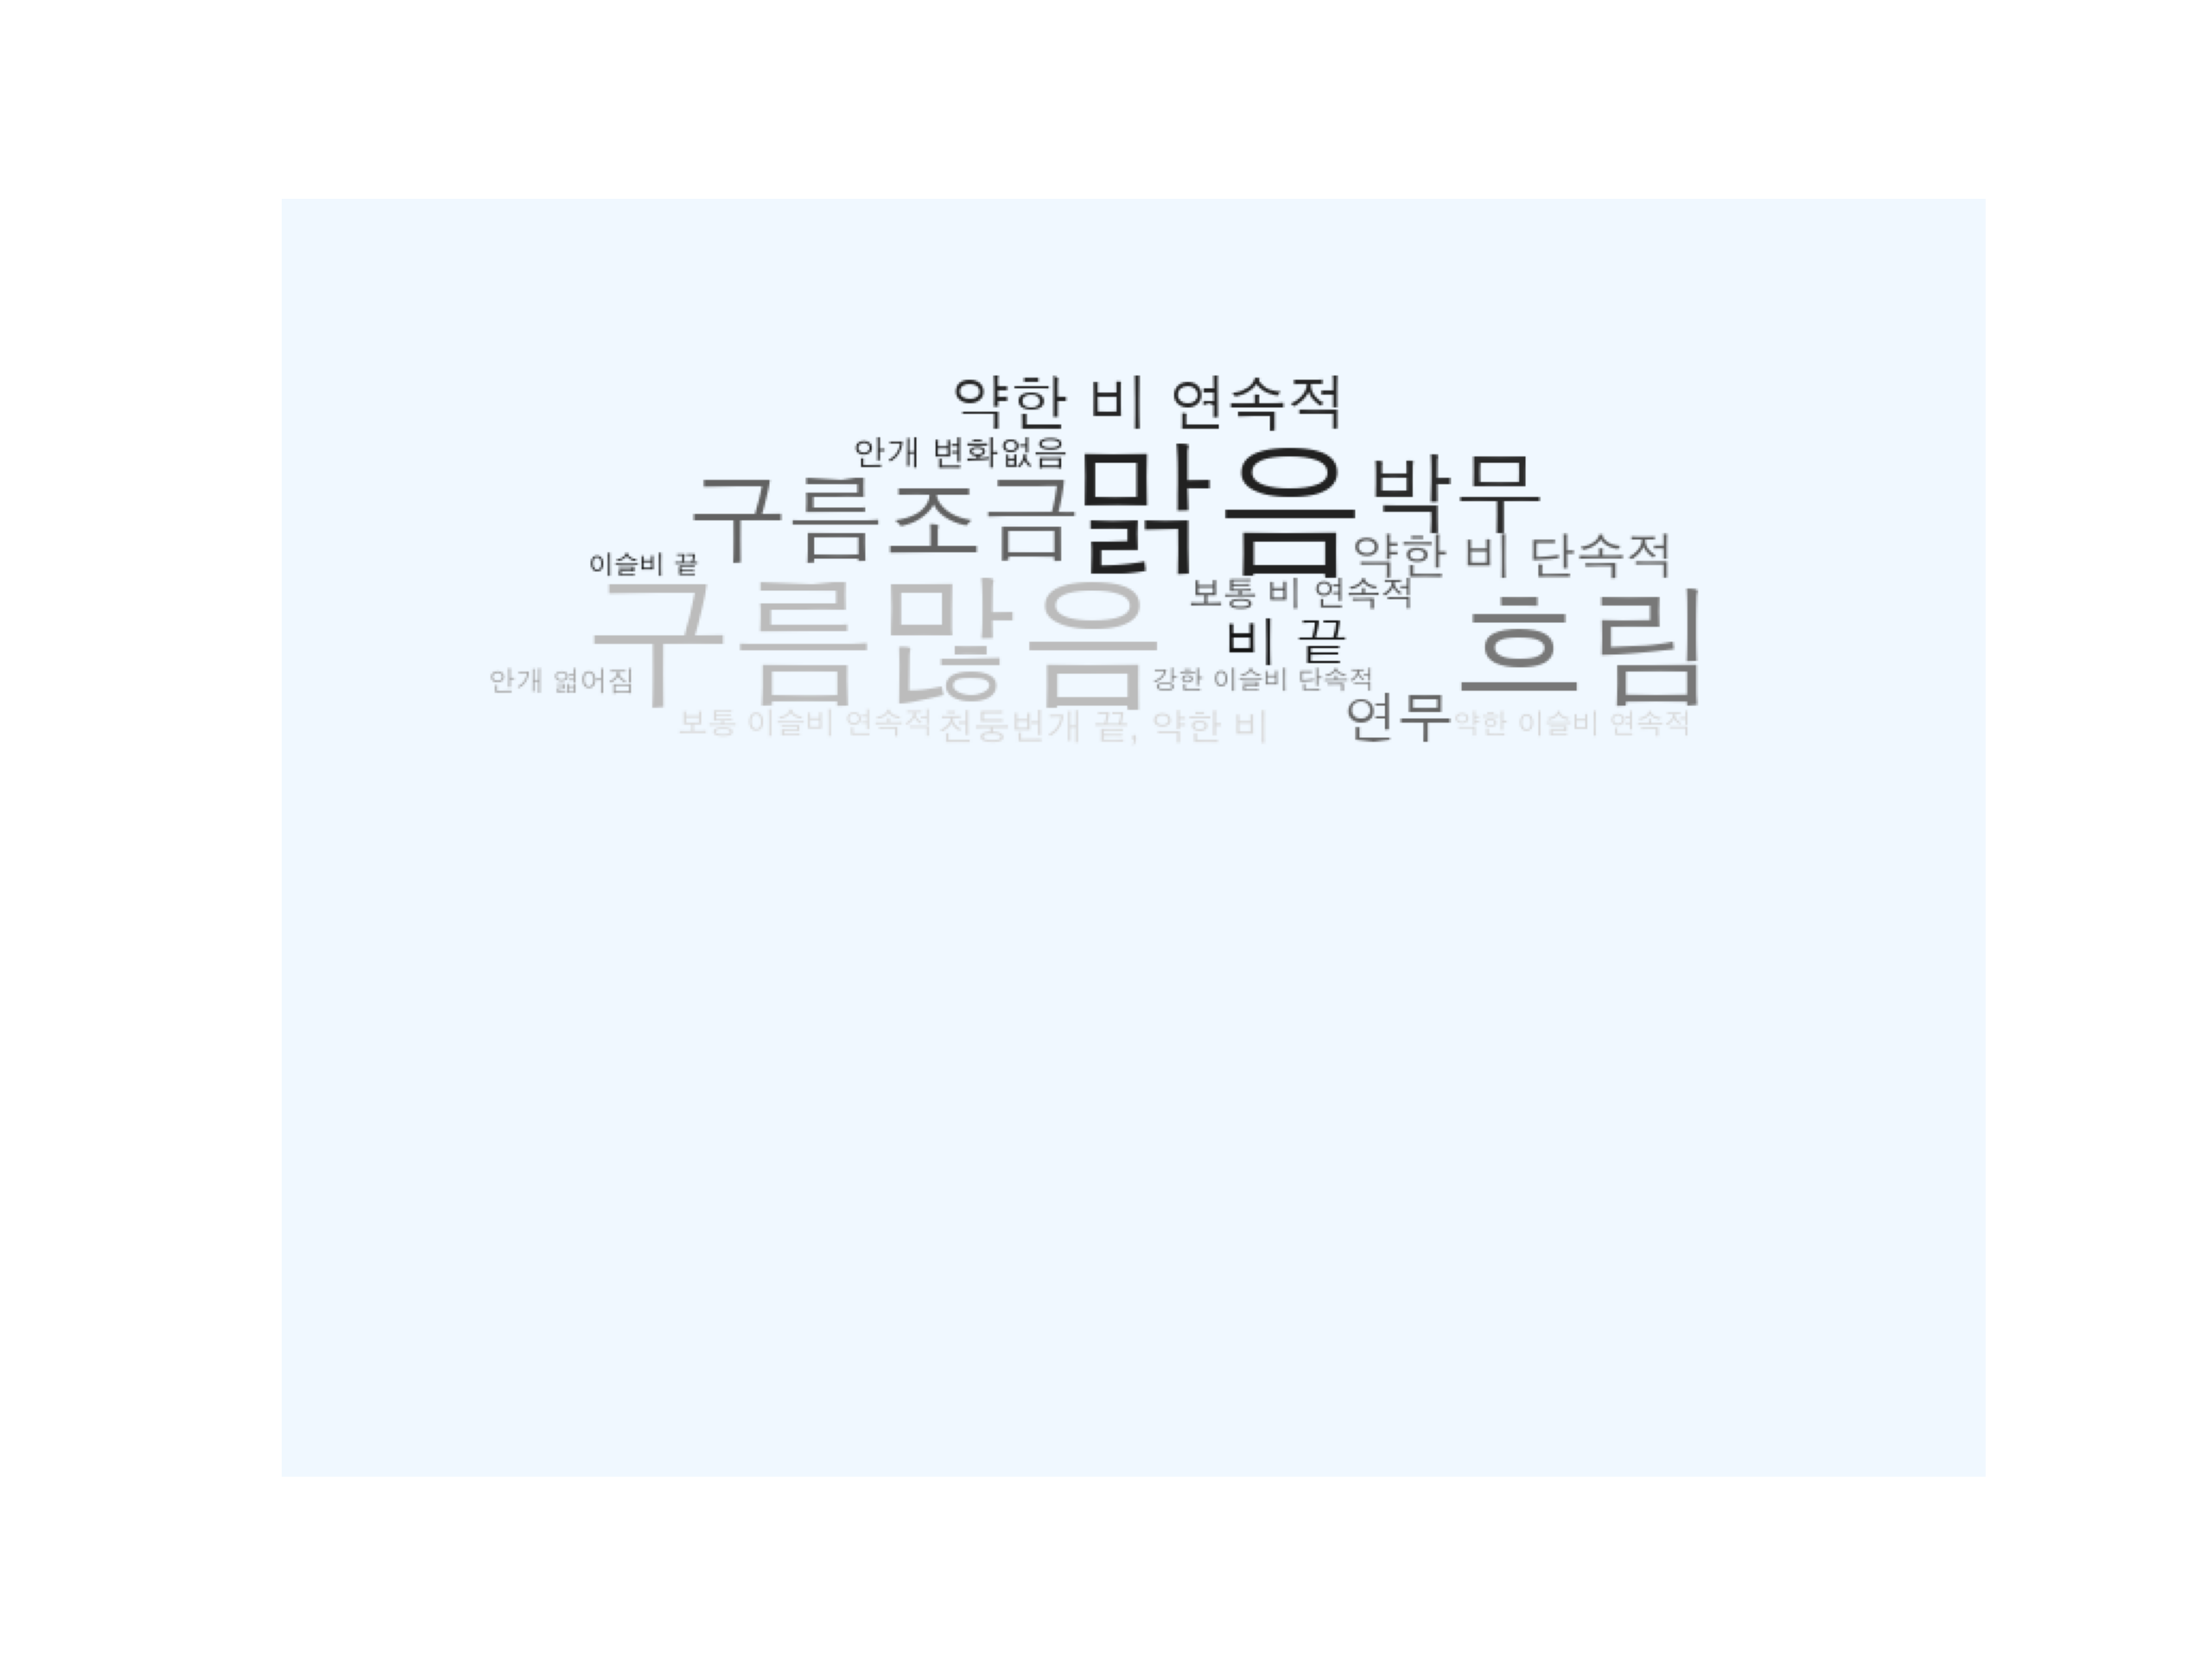 약한 비 연속적
안개 변화없음
맑음
박무
구름조금
약한 비 단속적
이슬비 끝
보통 비 연속적
구름많음
비 끝
흐림
안개 엷어짐
강한 이슬비 단속적
연무
보통 이슬비 연속적
천둥번개 끝, 약한 비
약한 이슬비 연속적